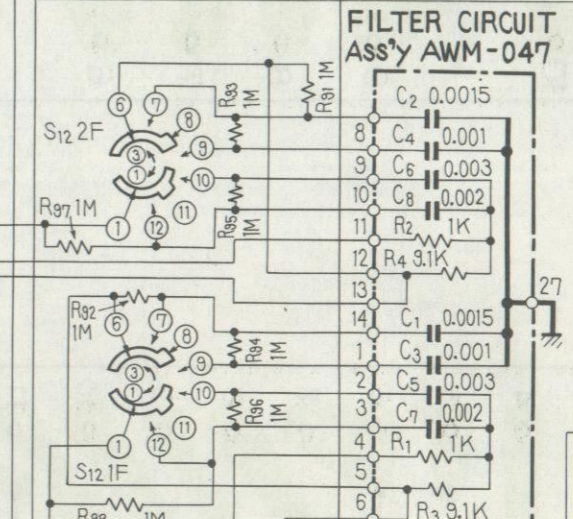 FILTER CIRCUIT
Ass'y AWM-047
R93 1M
R91 1M
C2 0.0015
6 7 8
S12 2F
8
C4 0.001
9
3
9
C6 0.003
1
10
10
C8 0.002
R97 1M
R95 1M
11
R2 1K
1 12 11
12
R4 9.1K
13
27
R92 1M
14
C1 0.0015
6 7 8
R94 1M
1
C3 0.001
3
9
2
C5 0.003
1
10
R96 1M
3
C7 0.002
11
4
R1 1K
1 12
5
S12 1F
6
R3 9.1K
R98 1M